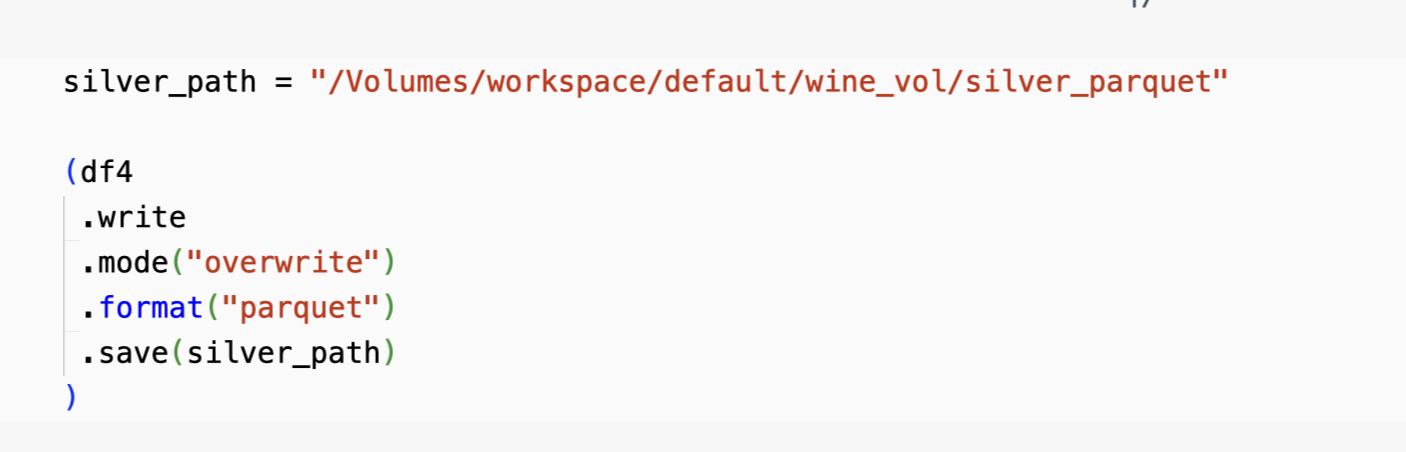 silver_path = "/Volumes/workspace/default/wine_vol/silver_parquet"
(df4
.write
.mode("overwrite")
.format("parquet")
.save(silver_path)
)